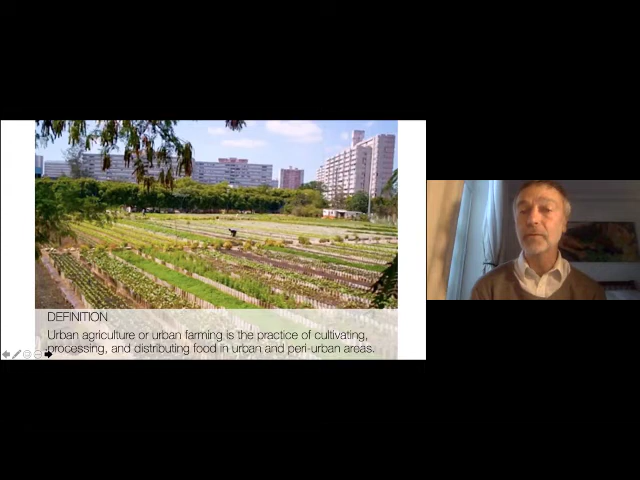 DEFINITION
Urban agriculture or urban farming is the practice of cultivating,
processing, and distributing food in urban and peri-urban areas.